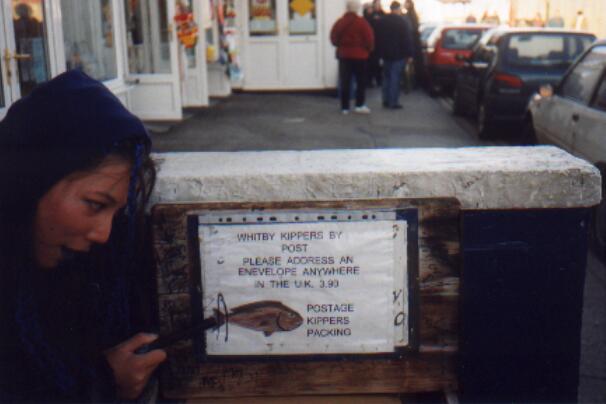 WHITBY KIPPERS BY
POST
PLEASE ADDRESS AN
ENEVELOPE ANYWHERE
IN THE U.K. 3.90
POSTAGE
KIPPERS
PACKING